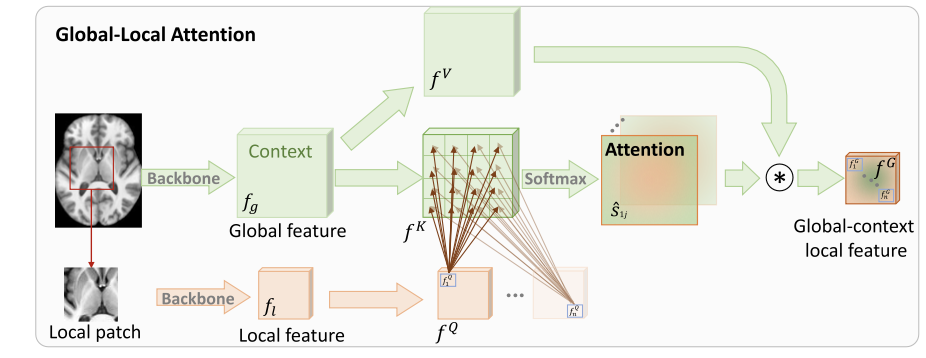 Global-Local Attention
f^V
Context
Backbone
f_g
Global feature
f^K
Softmax
Attention
ŝ_1j
*
f_1^G
f^G
f_n^G
Global-context
local feature
Local patch
Backbone
f_l
Local feature
f_1^Q
f^Q
...
f_n^Q